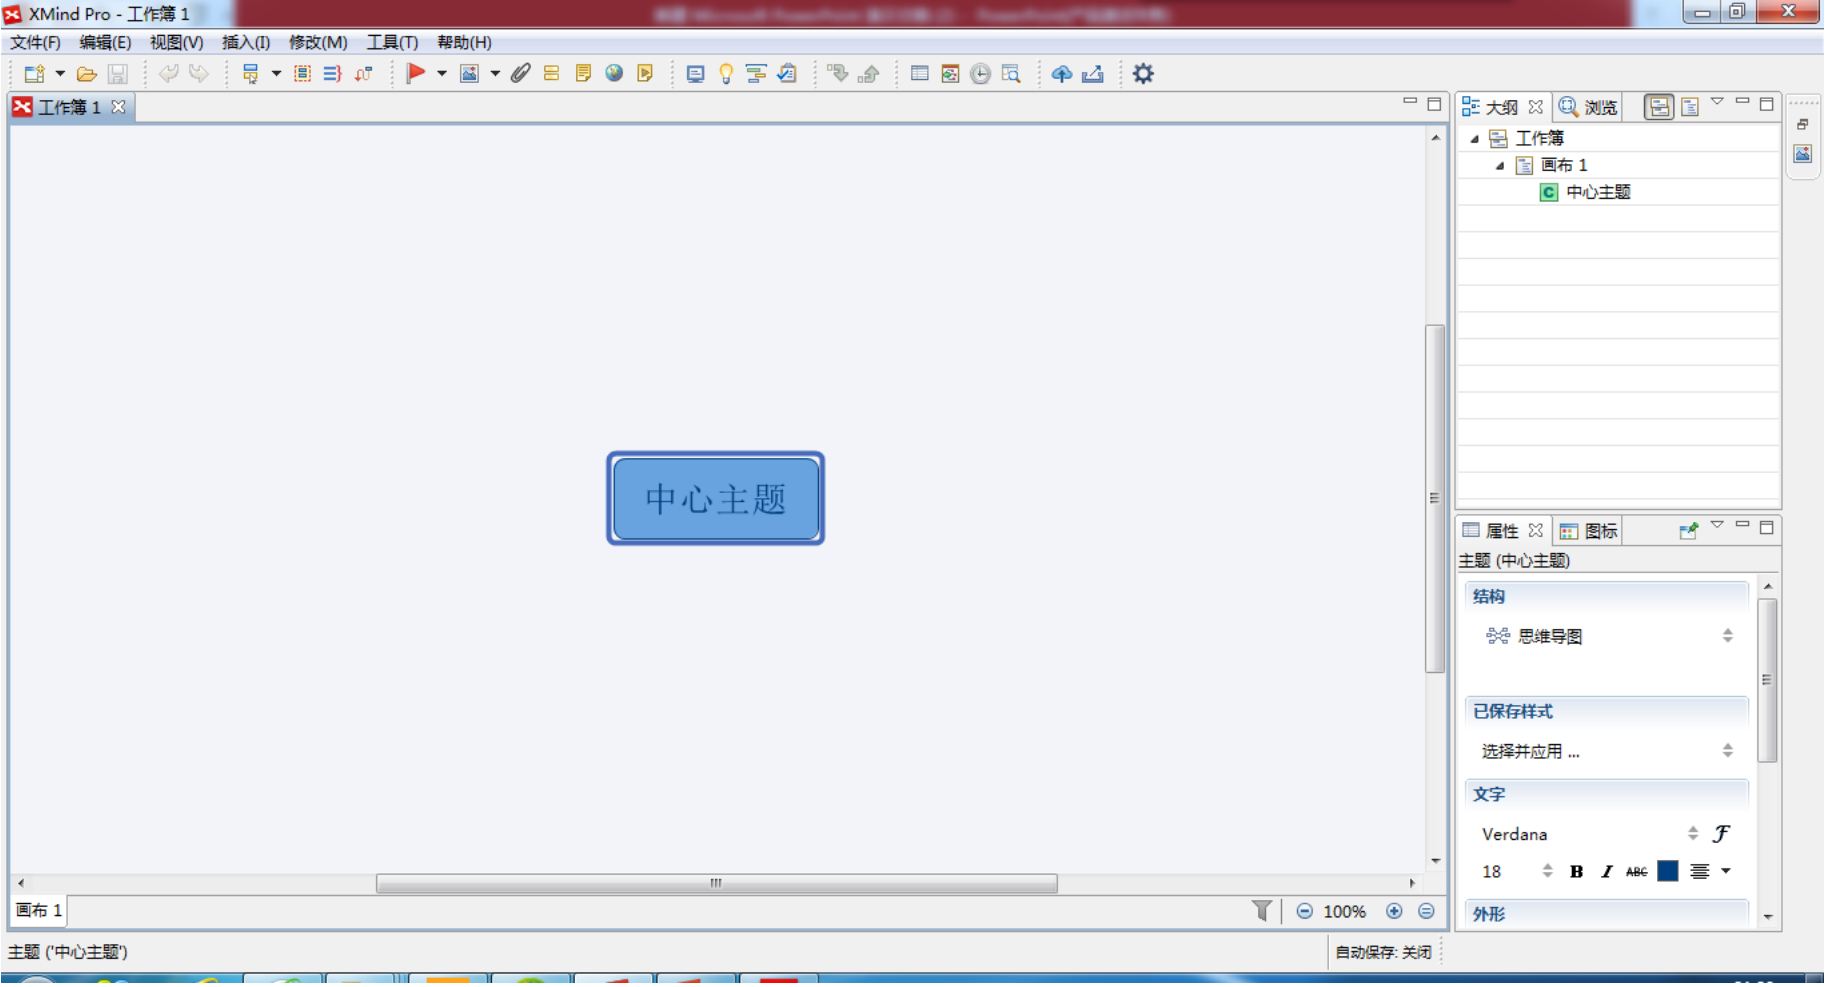 XMind Pro - 工作簿 1
文件(F) 编辑(E) 视图(V) 插入(I) 修改(M) 工具(T) 帮助(H)
工作簿 1
大纲 浏览
工作簿
画布 1
C 中心主题
中心主题
属性 图标
主题 (中心主题)
结构
思维导图
已保存样式
选择并应用 ...
文字
Verdana
18 B I ABC
外形
画布 1
100%
主题 ('中心主题')
自动保存: 关闭